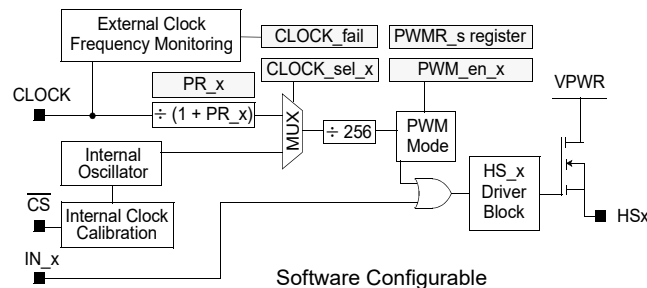 External Clock
Frequency Monitoring
CLOCK_fail
PWMR_s register
PR_x
CLOCK_sel_x
PWM_en_x
CLOCK
÷ (1 + PR_x)
MUX
÷ 256
PWM
Mode
VPWR
Internal
Oscillator
HS_x
Driver
Block
CS
Internal Clock
Calibration
HSx
IN_x
Software Configurable